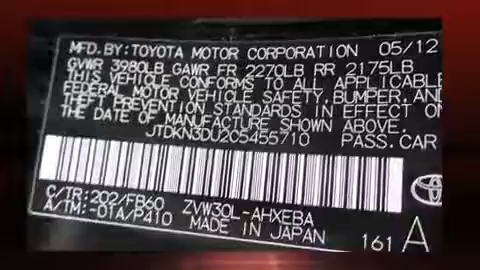 MFD.BY:TOYOTA MOTOR CORPORATION 05/12
GVWR 3980LB GAWR FR 2270LB RR 2175LB
THIS VEHICLE CONFORMS TO ALL APPLICABLE
FEDERAL MOTOR VEHICLE SAFETY,BUMPER,AND
THEFT PREVENTION STANDARDS IN EFFECT ON
THE DATE OF MANUFACTURE SHOWN ABOVE.
JTDKN3DU205455710 PASS.CAR
C/TR:202/FB60 ZVW30L-AHXEBA
A/TM:-01A/P410 MADE IN JAPAN
161 A